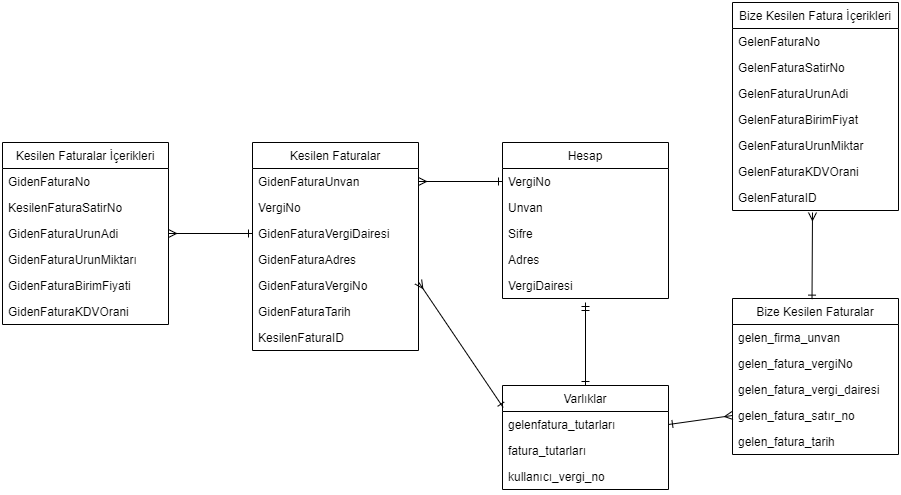 Kesilen Faturalar İçerikleri
GidenFaturaNo
KesilenFaturaSatirNo
GidenFaturaUrunAdi
GidenFaturaUrunMiktarı
GidenFaturaBirimFiyati
GidenFaturaKDVOrani
Kesilen Faturalar
GidenFaturaUnvan
VergiNo
GidenFaturaVergiDairesi
GidenFaturaAdres
GidenFaturaVergiNo
GidenFaturaTarih
KesilenFaturaID
Hesap
VergiNo
Unvan
Sifre
Adres
VergiDairesi
Varlıklar
gelenfatura_tutarları
fatura_tutarları
kullanıcı_vergi_no
Bize Kesilen Fatura İçerikleri
GelenFaturaNo
GelenFaturaSatirNo
GelenFaturaUrunAdi
GelenFaturaBirimFiyat
GelenFaturaUrunMiktar
GelenFaturaKDVOrani
GelenFaturaID
Bize Kesilen Faturalar
gelen_firma_unvan
gelen_fatura_vergiNo
gelen_fatura_vergi_dairesi
gelen_fatura_satır_no
gelen_fatura_tarih